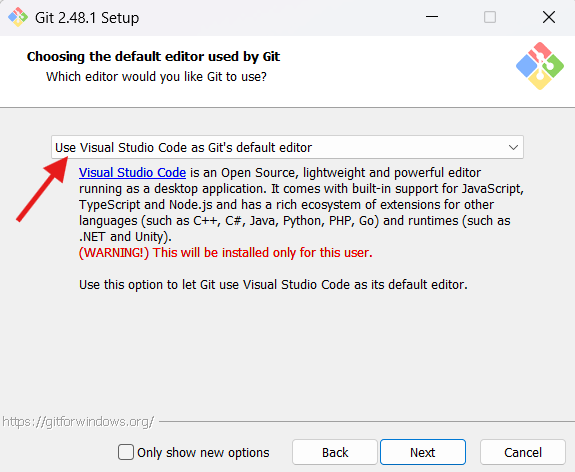 Git 2.48.1 Setup
Choosing the default editor used by Git
Which editor would you like Git to use?
Use Visual Studio Code as Git's default editor
Visual Studio Code is an Open Source, lightweight and powerful editor
running as a desktop application. It comes with built-in support for JavaScript,
TypeScript and Node.js and has a rich ecosystem of extensions for other
languages (such as C++, C#, Java, Python, PHP, Go) and runtimes (such as
.NET and Unity).
(WARNING!) This will be installed only for this user.
Use this option to let Git use Visual Studio Code as its default editor.
https://gitforwindows.org/
Only show new options
Back
Next
Cancel